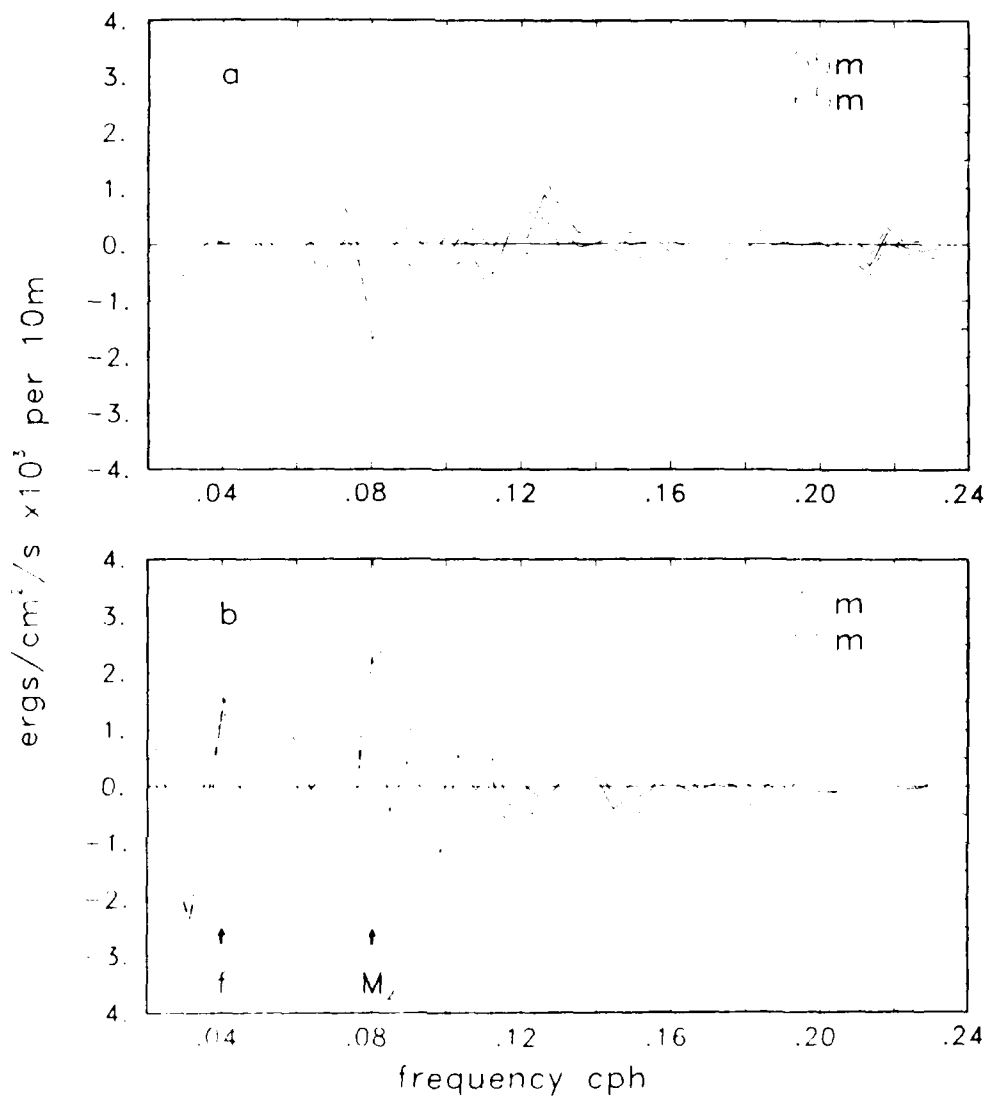 ergs/cm²/s x10³ per 10m
4.
a
m
3.
m
2.
1.
0.
-1.
-2.
-3.
-4.
.04 .08 .12 .16 .20 .24
4.
b
m
3.
m
2.
1.
0.
-1.
-2.
3.
f M
4.
.04 .08 .12 .16 .20 .24
frequency cph